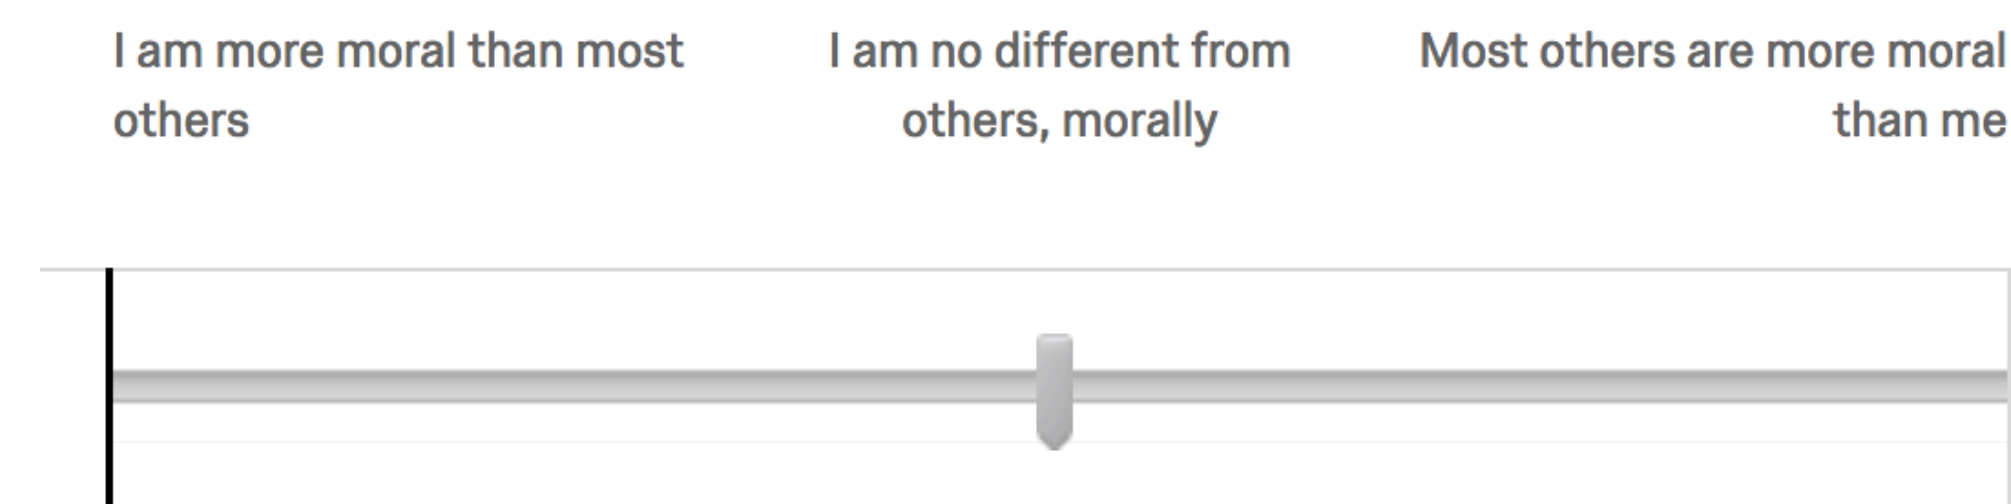 I am more moral than most
others
I am no different from
others, morally
Most others are more moral
than me